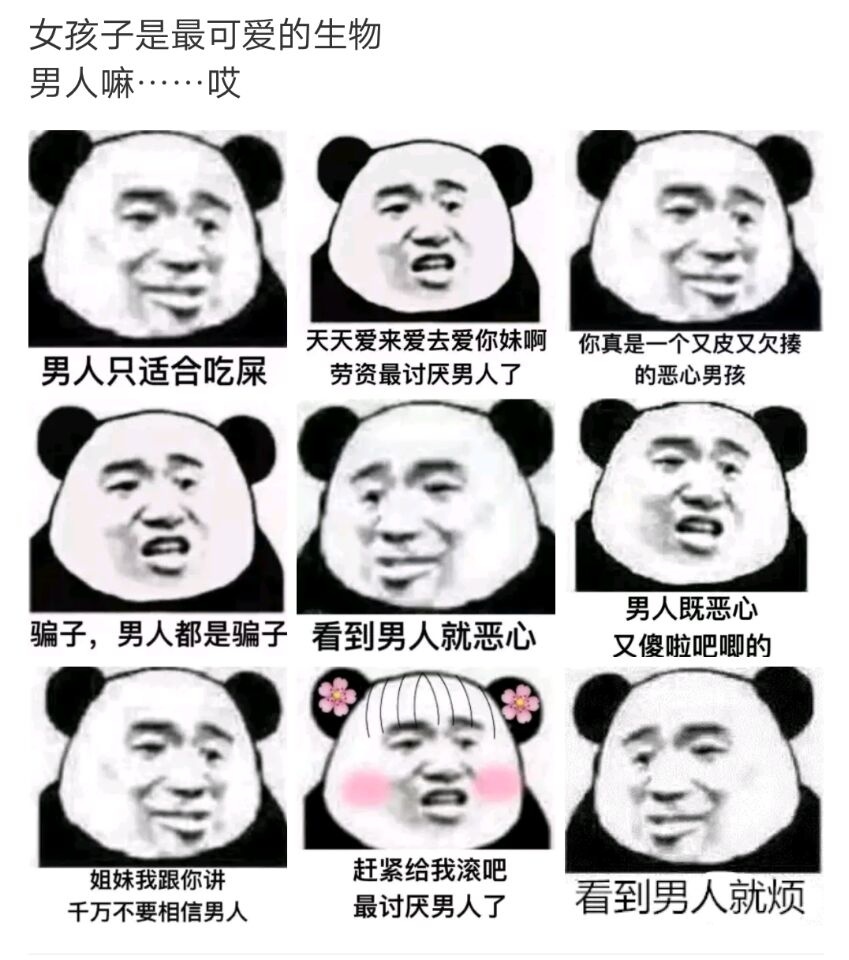 女孩子是最可爱的生物
男人嘛……哎
男人只适合吃屎
天天爱来爱去爱你妹啊
劳资最讨厌男人了
你真是一个又皮又欠揍
的恶心男孩
骗子，男人都是骗子
看到男人就恶心
男人既恶心
又傻啦吧唧的
姐妹我跟你讲
千万不要相信男人
赶紧给我滚吧
最讨厌男人了
看到男人就烦